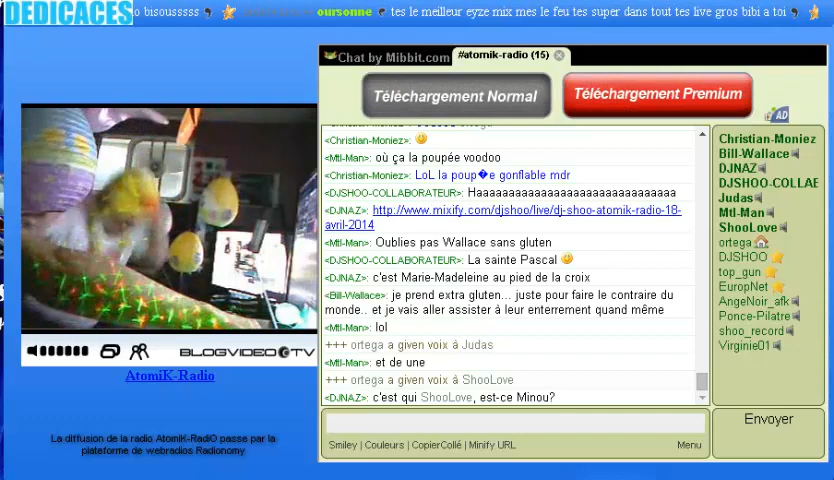 DEDICACES
o bisousssss oursonne tes le meilleur eyze mix mes le feu tes super dans tout tes live gros bibi a toi
Chat by Mibbit.com
#atomik-radio (15)
Téléchargement Normal
Téléchargement Premium
AD
<Christian-Moniez>:
<Mtl-Man>: où ça la poupée voodoo
<Christian-Moniez>: LoL la poup�e gonflable mdr
<DJSHOO-COLLABORATEUR>: Haaaaaaaaaaaaaaaaaaaaaaaaaaaaaaa
<DJNAZ>: http://www.mixify.com/djshoo/live/dj-shoo-atomik-radio-18-
avril-2014
<Mtl-Man>: Oublies pas Wallace sans gluten
<DJSHOO-COLLABORATEUR>: La sainte Pascal
<DJNAZ>: c'est Marie-Madeleine au pied de la croix
<Bill-Wallace>: je prend extra gluten... juste pour faire le contraire du
monde.. et je vais aller assister à leur enterrement quand même
<Mtl-Man>: lol
+++ ortega a given voix à Judas
<Mtl-Man>: et de une
+++ ortega a given voix à ShooLove
<DJNAZ>: c'est qui ShooLove, est-ce Minou?
Christian-Moniez
Bill-Wallace
DJNAZ
DJSHOO-COLLAE
Judas
Mtl-Man
ShooLove
ortega
DJSHOO
top_gun
EuropNet
AngeNoir_afk
Ponce-Pilatre
shoo_record
Virginie01
Smiley | Couleurs | CopierCollé | Minify URL
Menu
Envoyer
BLOGVIDEO TV
AtomiK-Radio
La diffusion de la radio AtomiK-RadiO passe par la
plateforme de webradios Radionomy